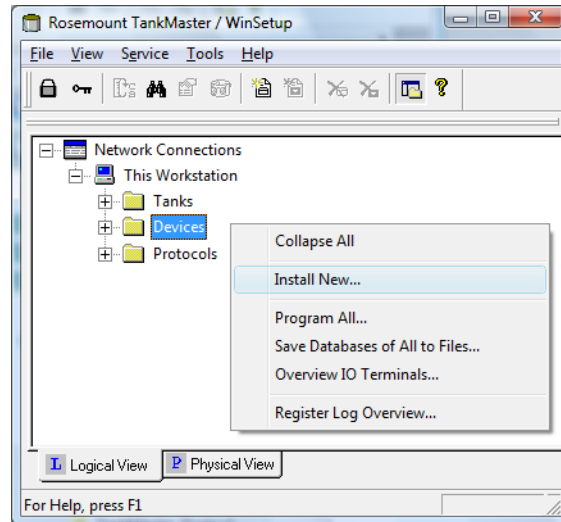 Rosemount TankMaster / WinSetup
File View Service Tools Help
Network Connections
This Workstation
Tanks
Devices
Protocols
Collapse All
Install New...
Program All...
Save Databases of All to Files...
Overview IO Terminals...
Register Log Overview...
L Logical View P Physical View
For Help, press F1